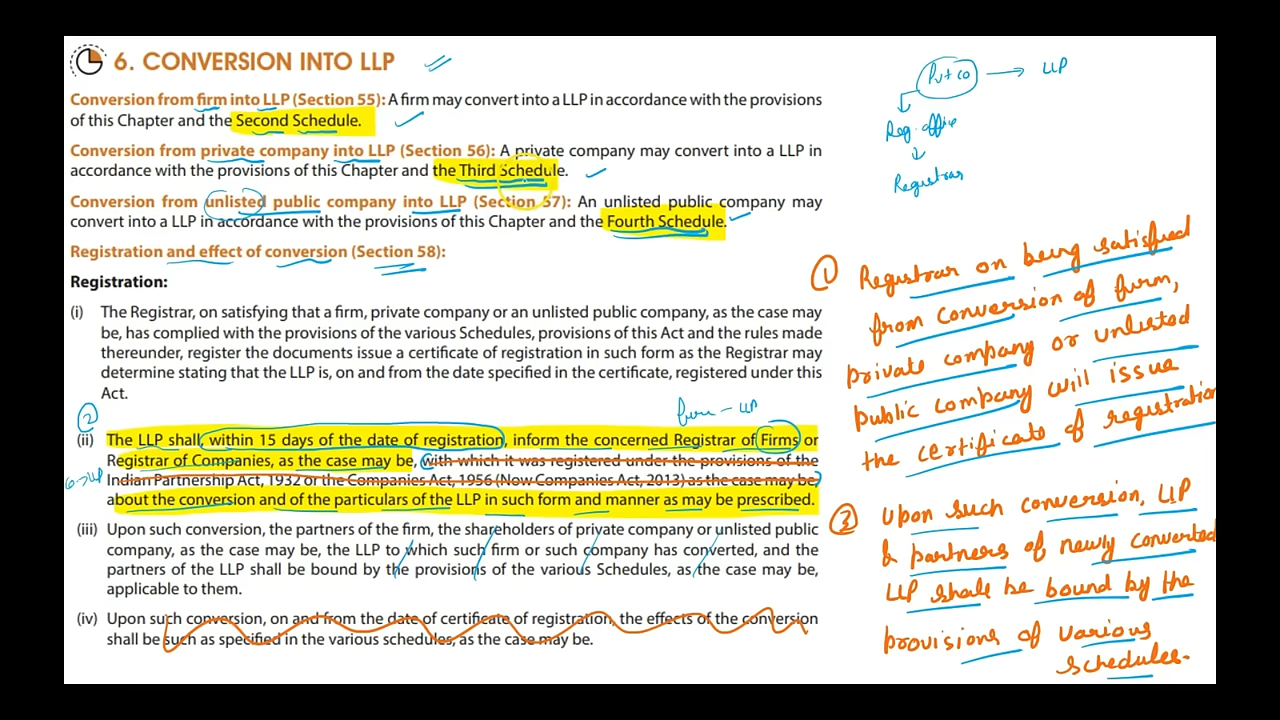 6. CONVERSION INTO LLP
Conversion from firm into LLP (Section 55): A firm may convert into a LLP in accordance with the provisions
of this Chapter and the Second Schedule.
Conversion from private company into LLP (Section 56): A private company may convert into a LLP in
accordance with the provisions of this Chapter and the Third Schedule.
Conversion from unlisted public company into LLP (Section 57): An unlisted public company may
convert into a LLP in accordance with the provisions of this Chapter and the Fourth Schedule.
Registration and effect of conversion (Section 58):
Registration:
(i) The Registrar, on satisfying that a firm, private company or an unlisted public company, as the case may
be, has complied with the provisions of the various Schedules, provisions of this Act and the rules made
thereunder, register the documents issue a certificate of registration in such form as the Registrar may
determine stating that the LLP is, on and from the date specified in the certificate, registered under this
Act.
2
firm - LLP
(ii) The LLP shall, within 15 days of the date of registration, inform the concerned Registrar of Firms or
Registrar of Companies, as the case may be, with which it was registered under the provisions of the
Indian Partnership Act, 1932 or the Companies Act, 1956 (Now Companies Act, 2013) as the case may be,
about the conversion and of the particulars of the LLP in such form and manner as may be prescribed.
(iii) Upon such conversion, the partners of the firm, the shareholders of private company or unlisted public
company, as the case may be, the LLP to which such firm or such company has converted, and the
partners of the LLP shall be bound by the provisions of the various Schedules, as the case may be,
applicable to them.
(iv) Upon such conversion, on and from the date of certificate of registration, the effects of the conversion
shall be such as specified in the various schedules, as the case may be.
Pvt co → LLP
Reg. office
Registrar
1 Registrar on being satisfied
from conversion of firm,
private company or unlisted
public company will issue
the certificate of registration
3 Upon such conversion, LLP
& partners of newly converted
LLP shall be bound by the
provisions of various
schedules.